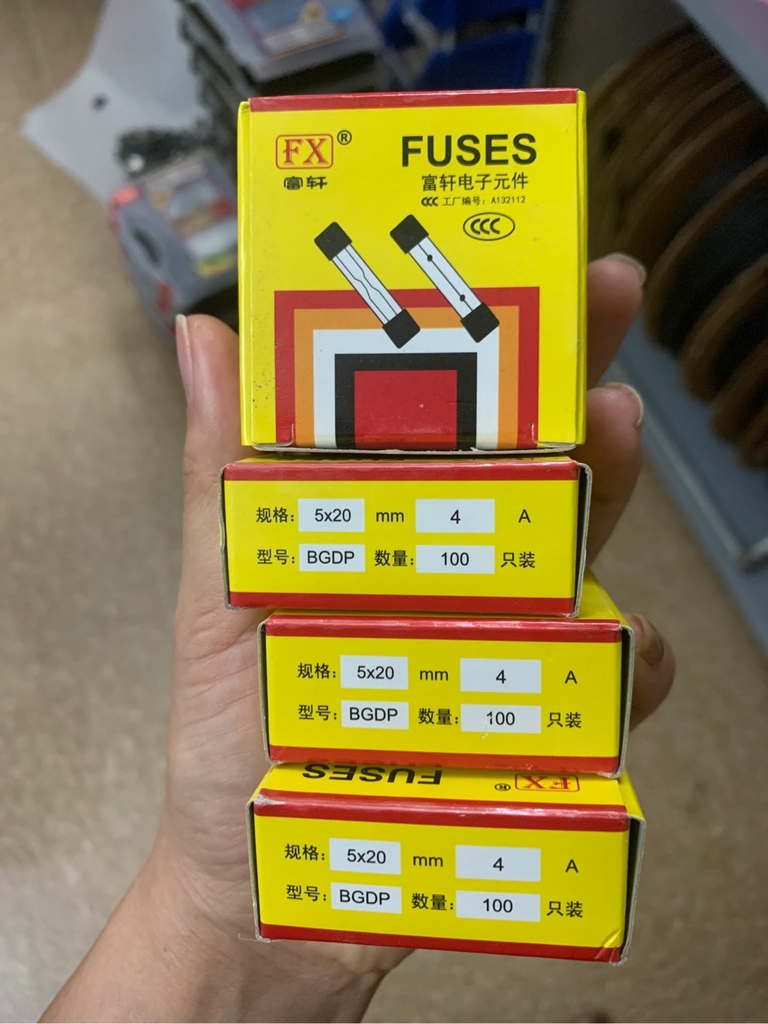 FX ® FUSES
富轩 富轩电子元件
CCC 工厂编号：A132112
CCC
规格： 5x20 mm 4 A
型号： BGDP 数量： 100 只装
规格： 5x20 mm 4 A
型号： BGDP 数量： 100 只装
FUSES ® FX
规格： 5x20 mm 4 A
型号： BGDP 数量： 100 只装